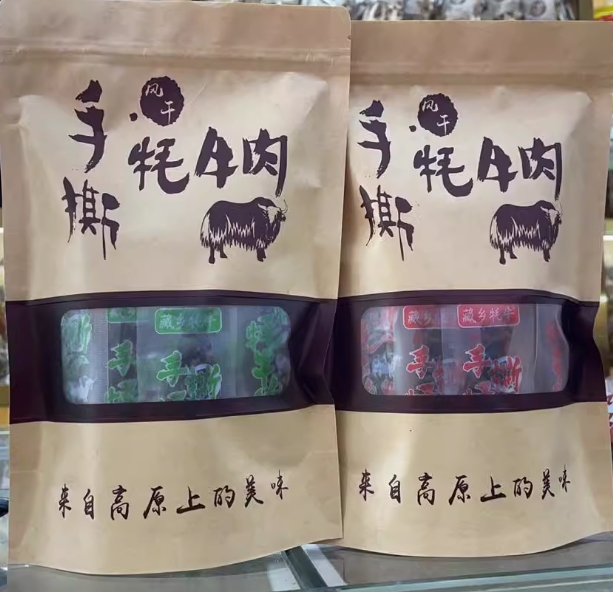 风干
手撕
牦牛肉
藏乡牦牛
手撕
来自高原上的美味
风干
手撕
牦牛肉
藏乡牦牛
手撕
来自高原上的美味